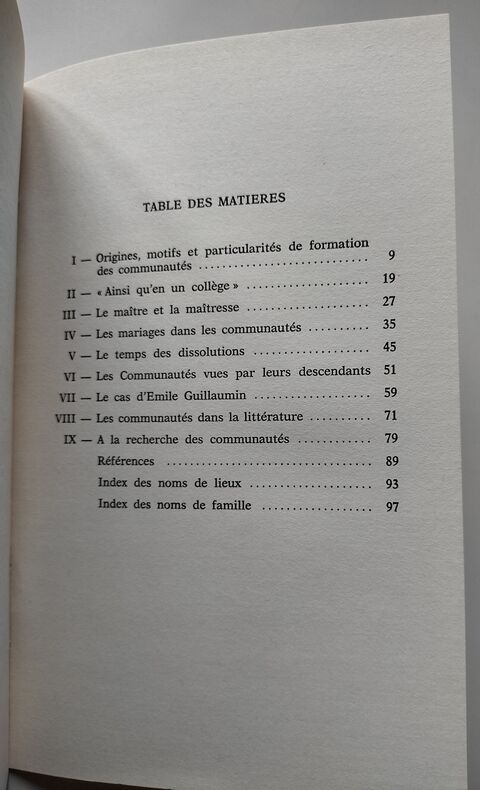 TABLE DES MATIERES
I — Origines, motifs et particularités de formation
des communautés .......................... 9
II — « Ainsi qu'en un collège » ................... 19
III — Le maître et la maîtresse ................... 27
IV — Les mariages dans les communautés .......... 35
V — Le temps des dissolutions .................. 45
VI — Les Communautés vues par leurs descendants 51
VII — Le cas d'Emile Guillaumin .................. 59
VIII — Les communautés dans la littérature .......... 71
IX — A la recherche des communautés ............ 79
Références ............................... 89
Index des noms de lieux ................... 93
Index des noms de famille ................. 97